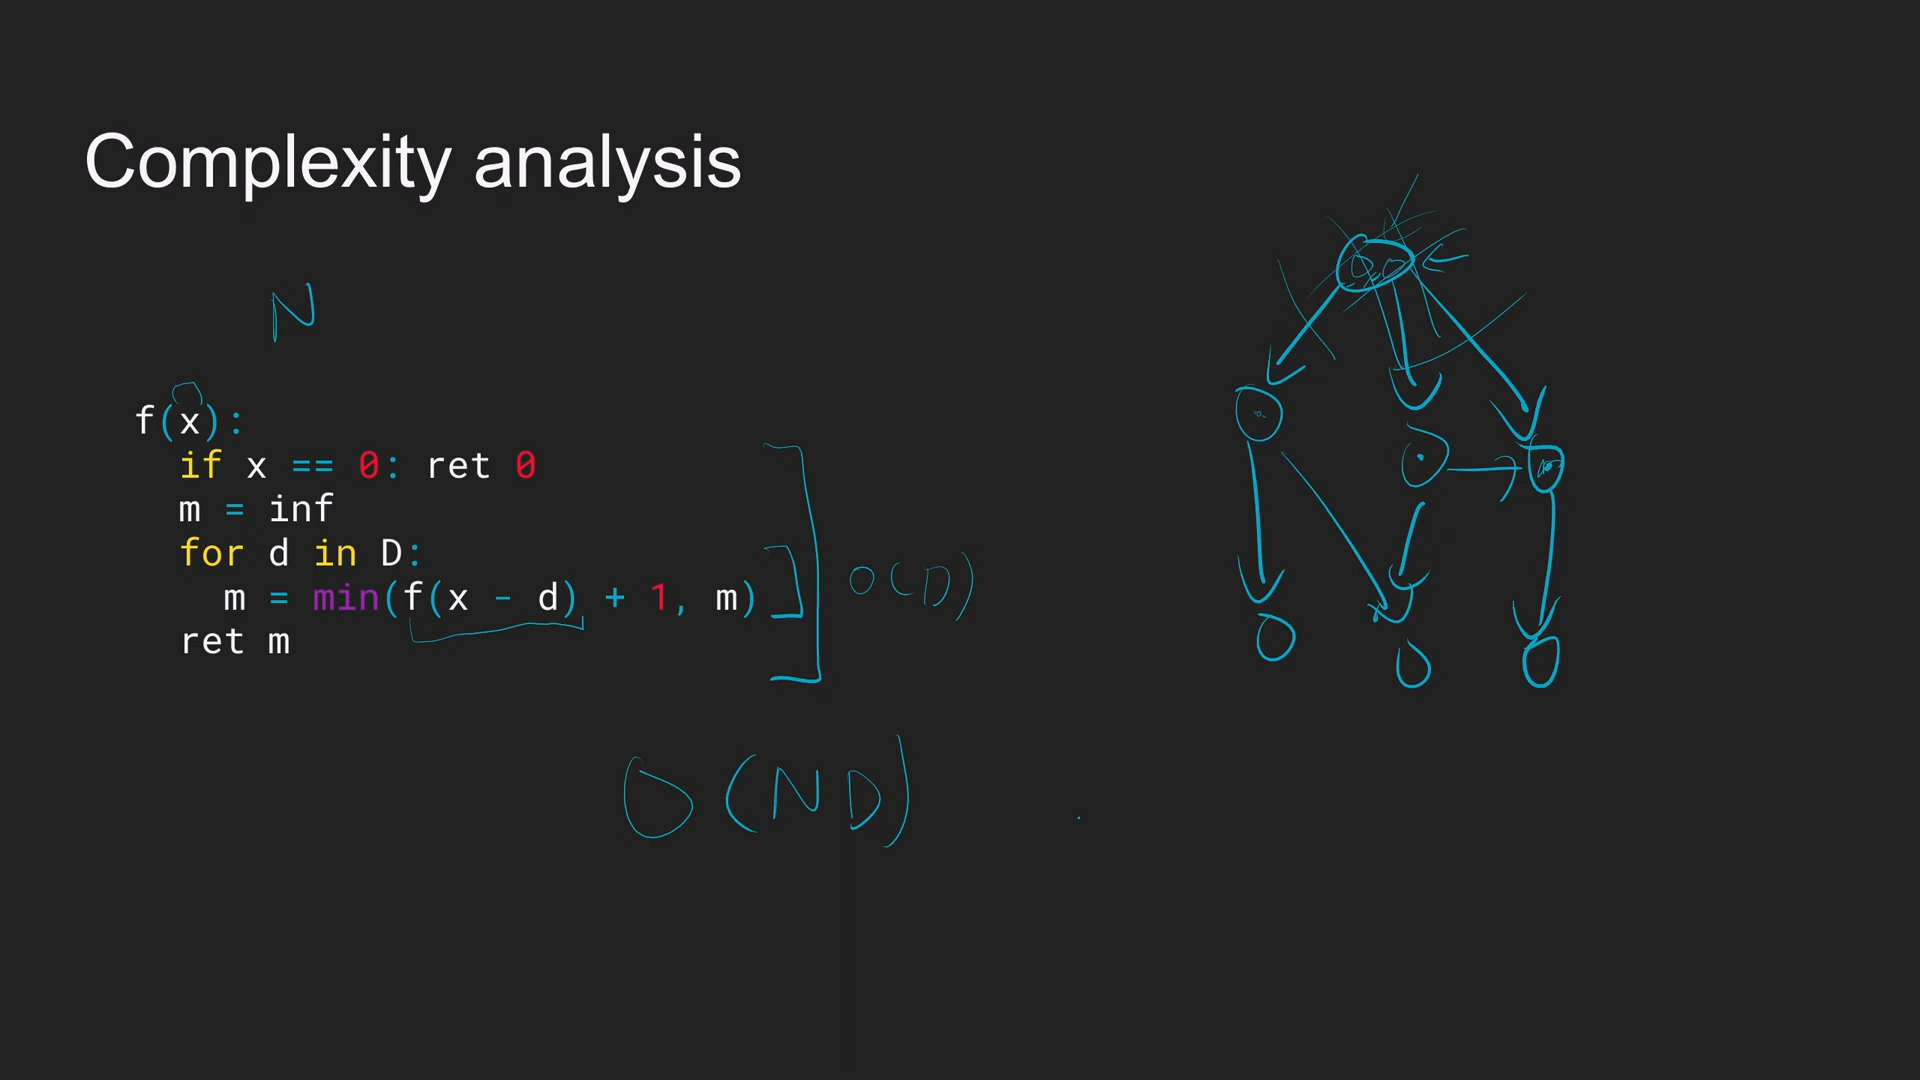 Complexity analysis
N
f(x):
if x == 0: ret 0
m = inf
for d in D:
m = min(f(x - d) + 1, m)
ret m
O(D)
O(ND)